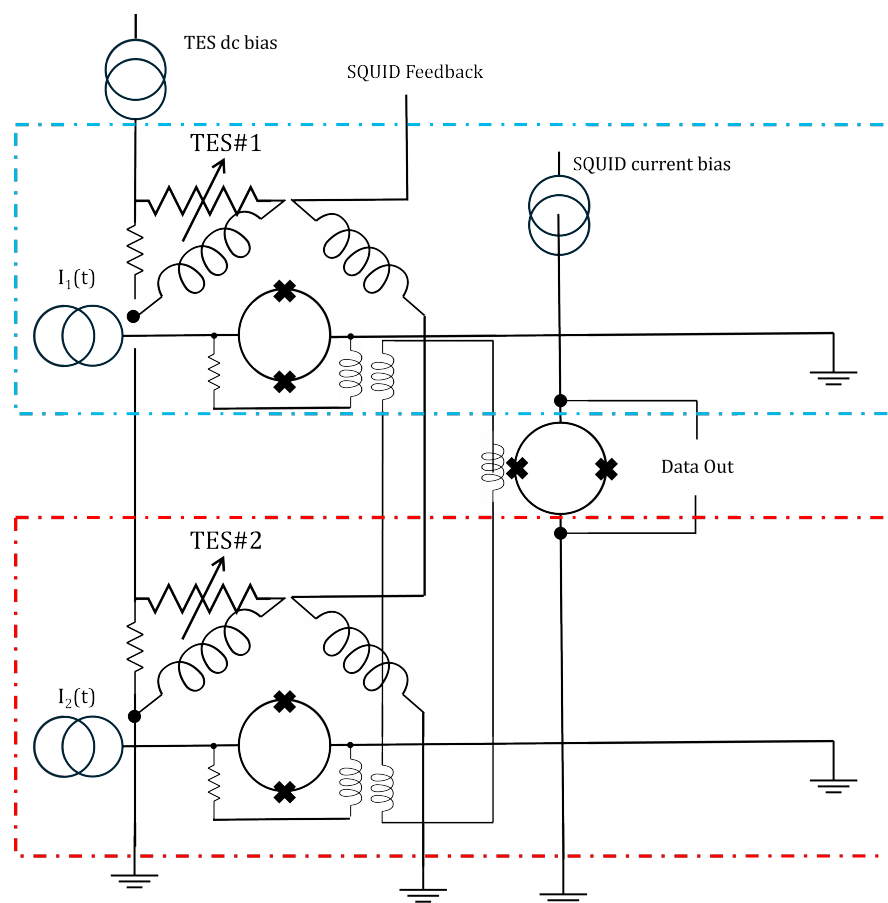 TES dc bias
SQUID Feedback
TES#1
SQUID current bias
I₁(t)
Data Out
TES#2
I₂(t)